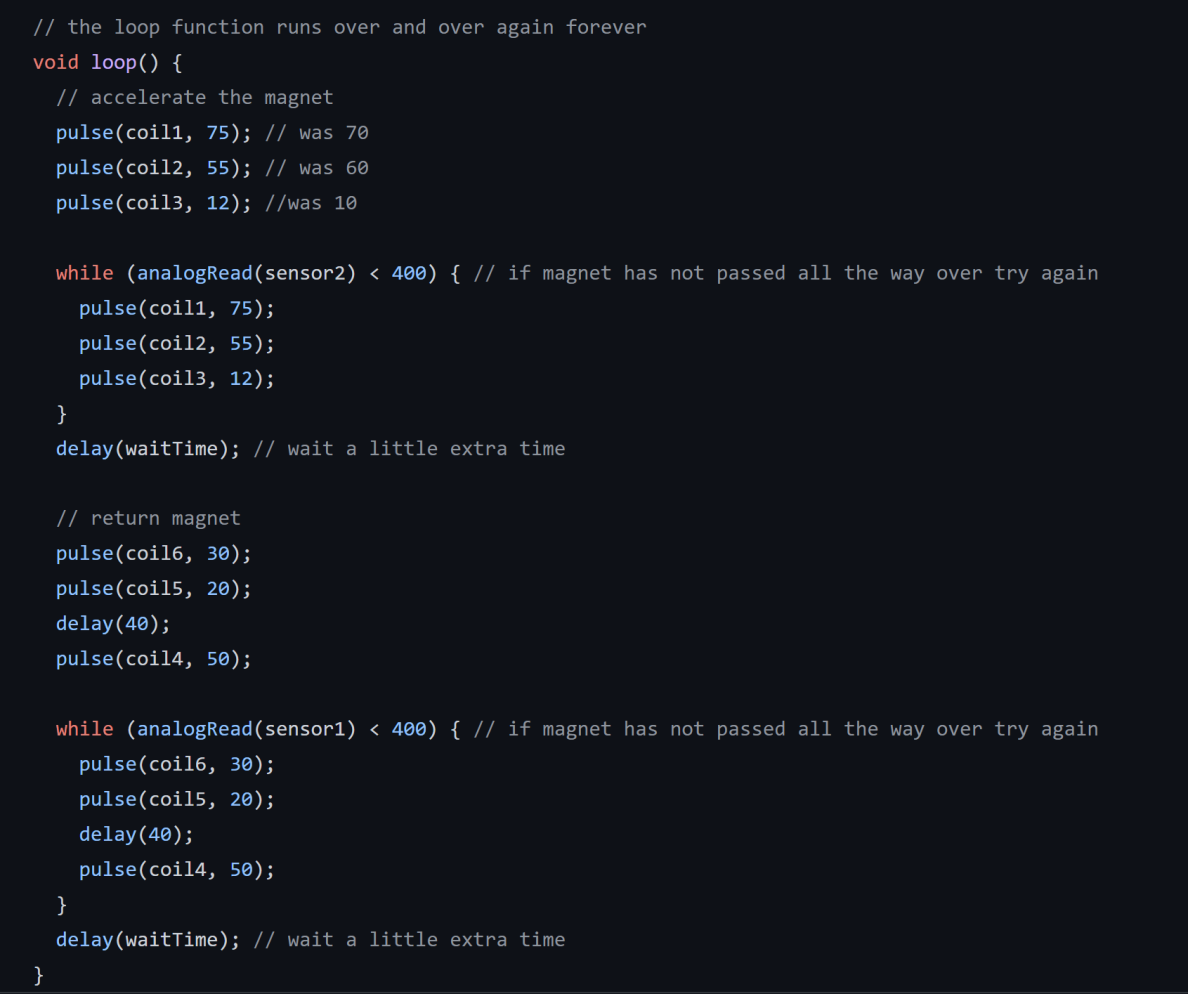 // the loop function runs over and over again forever
void loop() {
  // accelerate the magnet
  pulse(coil1, 75); // was 70
  pulse(coil2, 55); // was 60
  pulse(coil3, 12); //was 10

  while (analogRead(sensor2) < 400) { // if magnet has not passed all the way over try again
    pulse(coil1, 75);
    pulse(coil2, 55);
    pulse(coil3, 12);
  }
  delay(waitTime); // wait a little extra time

  // return magnet
  pulse(coil6, 30);
  pulse(coil5, 20);
  delay(40);
  pulse(coil4, 50);

  while (analogRead(sensor1) < 400) { // if magnet has not passed all the way over try again
    pulse(coil6, 30);
    pulse(coil5, 20);
    delay(40);
    pulse(coil4, 50);
  }
  delay(waitTime); // wait a little extra time
}